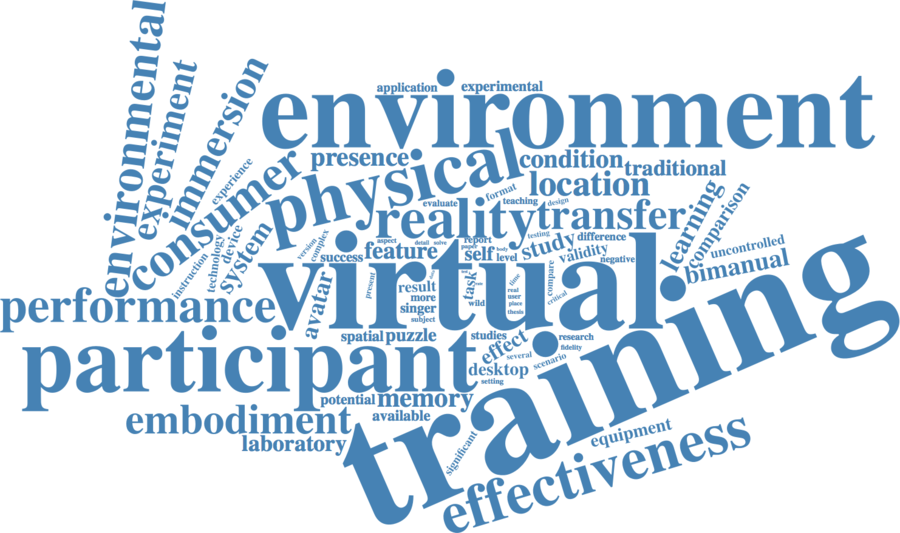 environmental
experiment
immersion
application
experimental
environment
experience
consumer
presence
physical
condition
traditional
location
format
teaching
design
evaluate
reality
transfer
learning
comparison
instruction
technology
device
system
version
complex
success
aspect
detail
solve
feature
report
paper
self
body
level
testing
study
difference
validity
negative
uncontrolled
bimanual
performance
avatar
virtual
present
result
more
singer
subject
task
wild
time
real
user
place
thesis
compare
critical
participant
spatial
puzzle
studies
effect
several
research
fidelity
scenario
desktop
setting
training
potential
memory
available
embodiment
laboratory
significant
equipment
effectiveness